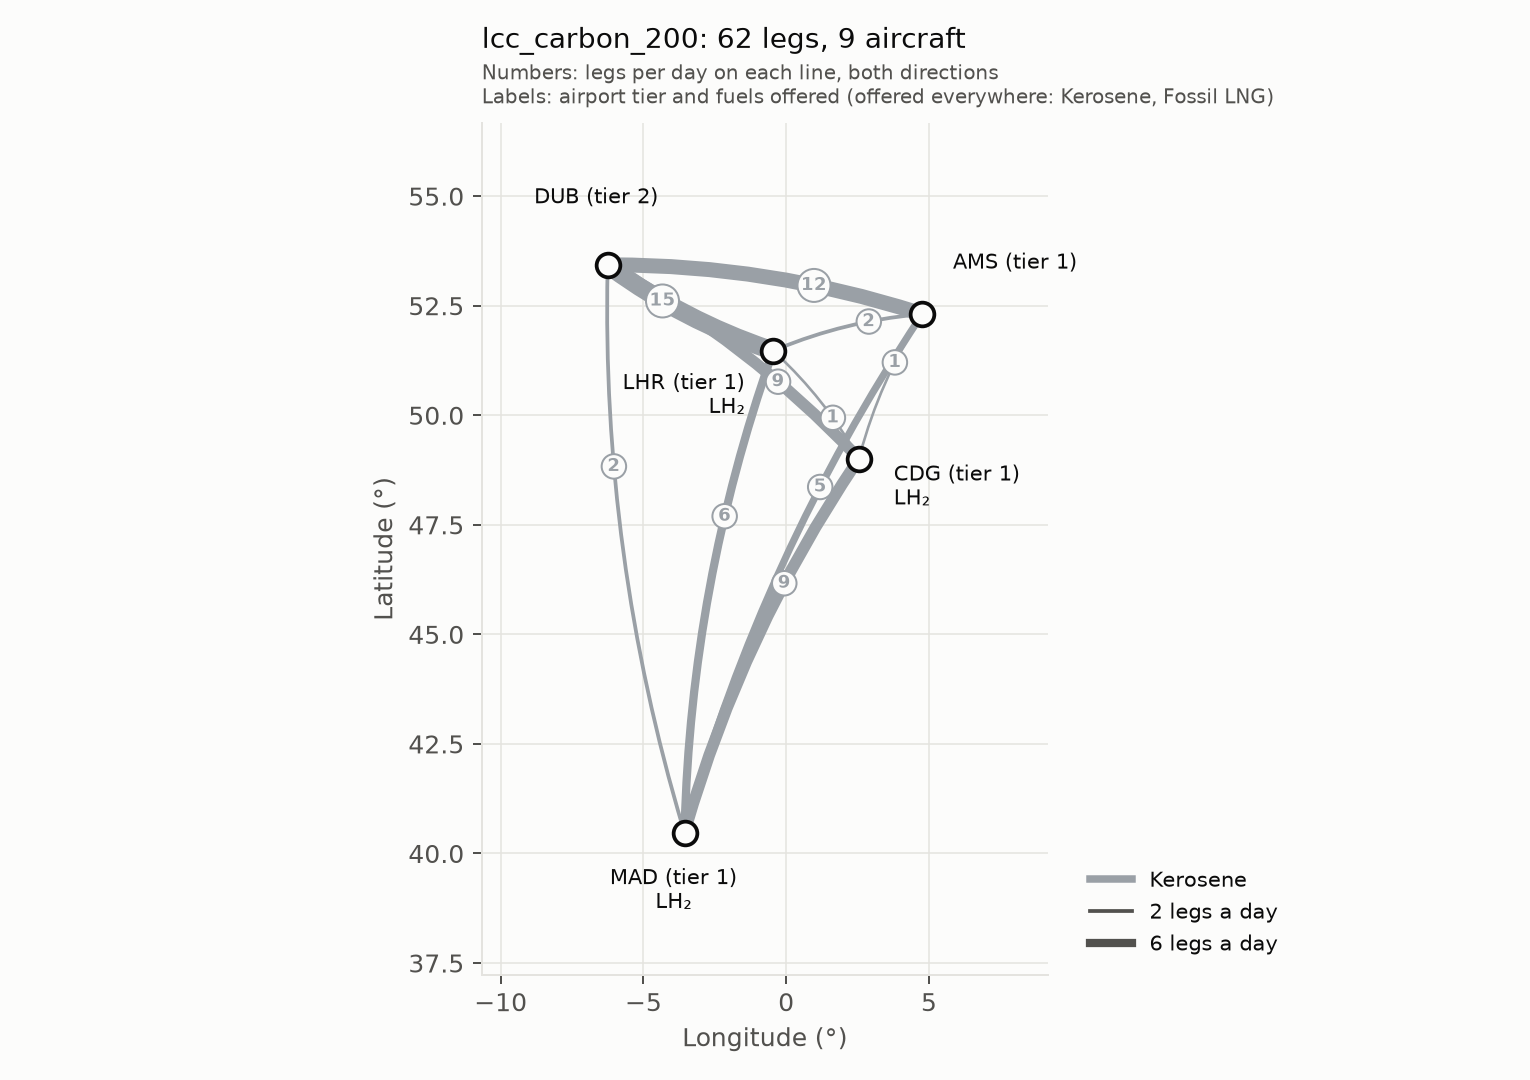 lcc_carbon_200: 62 legs, 9 aircraft
Numbers: legs per day on each line, both directions
Labels: airport tier and fuels offered (offered everywhere: Kerosene, Fossil LNG)
55.0
DUB (tier 2)
AMS (tier 1)
12
15
52.5
2
1
LHR (tier 1)
LH₂
9
50.0
1
2
CDG (tier 1)
LH₂
5
6
47.5
9
Latitude (°)
45.0
42.5
40.0
MAD (tier 1)
LH₂
37.5
Kerosene
2 legs a day
6 legs a day
−10
−5
0
5
Longitude (°)